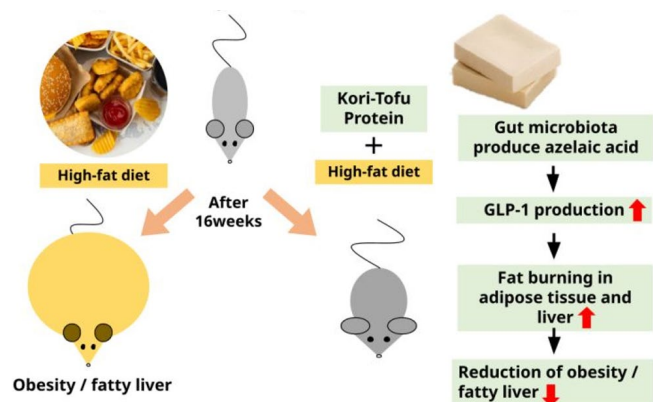 High-fat diet
Kori-Tofu
Protein
+
High-fat diet
After
16weeks
Obesity / fatty liver
Gut microbiota
produce azelaic acid
GLP-1 production
Fat burning in
adipose tissue and
liver
Reduction of obesity /
fatty liver